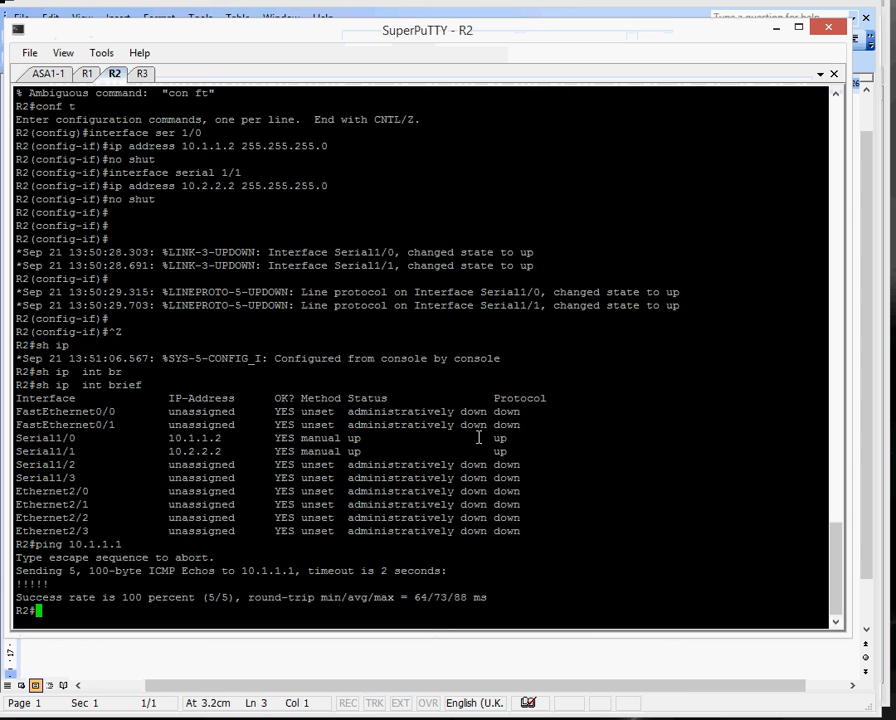 Edit View Insert Format Tools Table Window Help
Type a question for help
SuperPuTTY - R2
File View Tools Help
ASA1-1 R1 R2 R3
% Ambiguous command:  "con ft"
R2#conf t
Enter configuration commands, one per line.  End with CNTL/Z.
R2(config)#interface ser 1/0
R2(config-if)#ip address 10.1.1.2 255.255.255.0
R2(config-if)#no shut
R2(config-if)#interface serial 1/1
R2(config-if)#ip address 10.2.2.2 255.255.255.0
R2(config-if)#no shut
R2(config-if)#
R2(config-if)#
R2(config-if)#
*Sep 21 13:50:28.303: %LINK-3-UPDOWN: Interface Serial1/0, changed state to up
*Sep 21 13:50:28.691: %LINK-3-UPDOWN: Interface Serial1/1, changed state to up
R2(config-if)#
*Sep 21 13:50:29.315: %LINEPROTO-5-UPDOWN: Line protocol on Interface Serial1/0, changed state to up
*Sep 21 13:50:29.703: %LINEPROTO-5-UPDOWN: Line protocol on Interface Serial1/1, changed state to up
R2(config-if)#
R2(config-if)#^Z
R2#sh ip
*Sep 21 13:51:06.567: %SYS-5-CONFIG_I: Configured from console by console
R2#sh ip  int br
R2#sh ip  int brief
Interface IP-Address OK? Method Status Protocol
FastEthernet0/0 unassigned YES unset administratively down down
FastEthernet0/1 unassigned YES unset administratively down down
Serial1/0 10.1.1.2 YES manual up up
Serial1/1 10.2.2.2 YES manual up up
Serial1/2 unassigned YES unset administratively down down
Serial1/3 unassigned YES unset administratively down down
Ethernet2/0 unassigned YES unset administratively down down
Ethernet2/1 unassigned YES unset administratively down down
Ethernet2/2 unassigned YES unset administratively down down
Ethernet2/3 unassigned YES unset administratively down down
R2#ping 10.1.1.1
Type escape sequence to abort.
Sending 5, 100-byte ICMP Echos to 10.1.1.1, timeout is 2 seconds:
!!!!!
Success rate is 100 percent (5/5), round-trip min/avg/max = 64/73/88 ms
R2#
Page 1 Sec 1 1/1 At 3.2cm Ln 3 Col 1 REC TRK EXT OVR English (U.K.